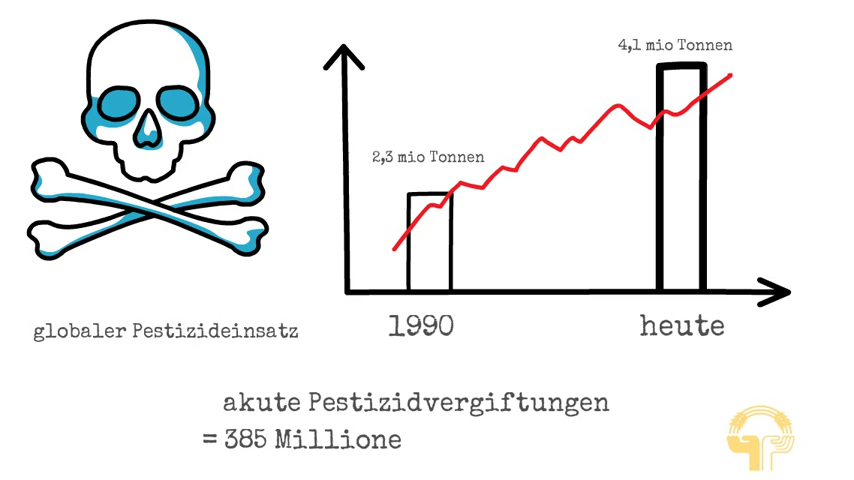 4,1 mio Tonnen
2,3 mio Tonnen
globaler Pestizideinsatz
1990
heute
akute Pestizidvergiftungen
= 385 Millione